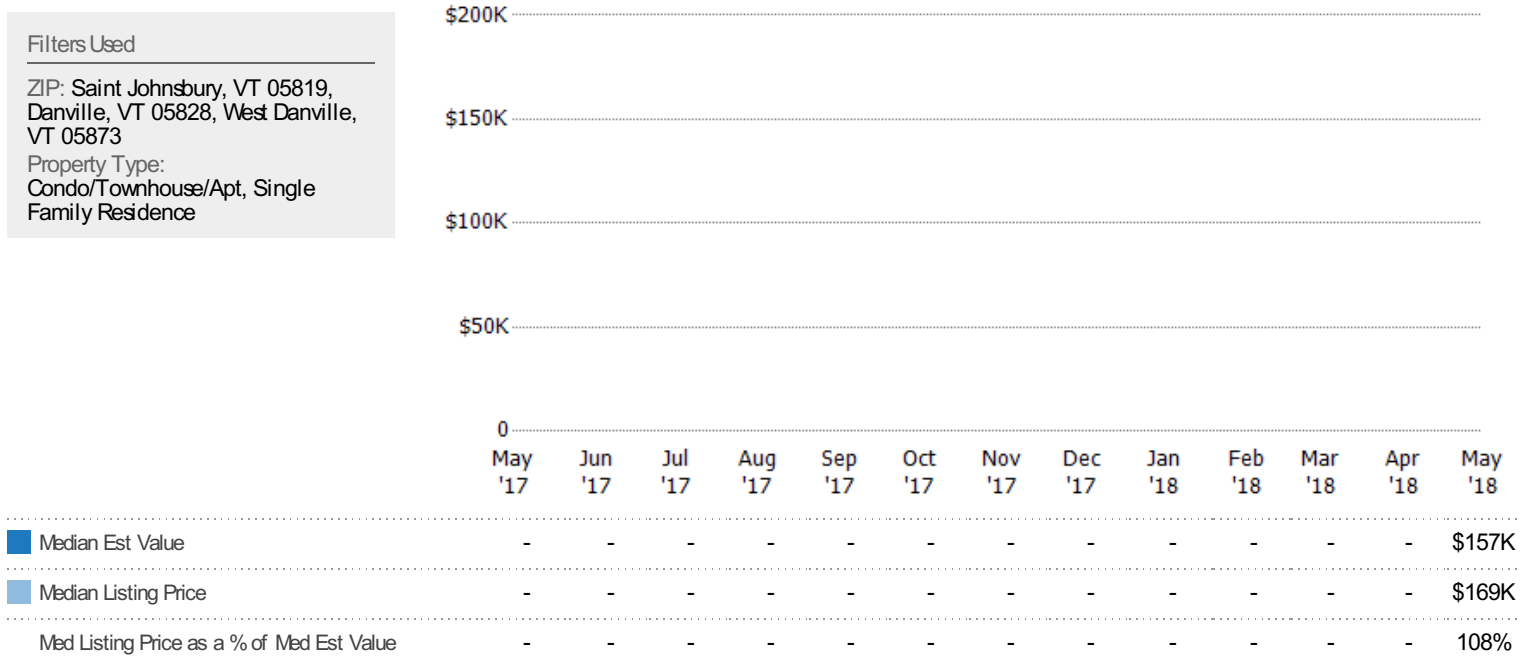 Filters Used
ZIP: Saint Johnsbury, VT 05819,
Danville, VT 05828, West Danville,
VT 05873
Property Type:
Condo/Townhouse/Apt, Single
Family Residence
$200K
$150K
$100K
$50K
0
May Jun Jul Aug Sep Oct Nov Dec Jan Feb Mar Apr May
'17 '17 '17 '17 '17 '17 '17 '17 '18 '18 '18 '18 '18
Median Est Value - - - - - - - - - - - - $157K
Median Listing Price - - - - - - - - - - - - $169K
Med Listing Price as a % of Med Est Value - - - - - - - - - - - - 108%